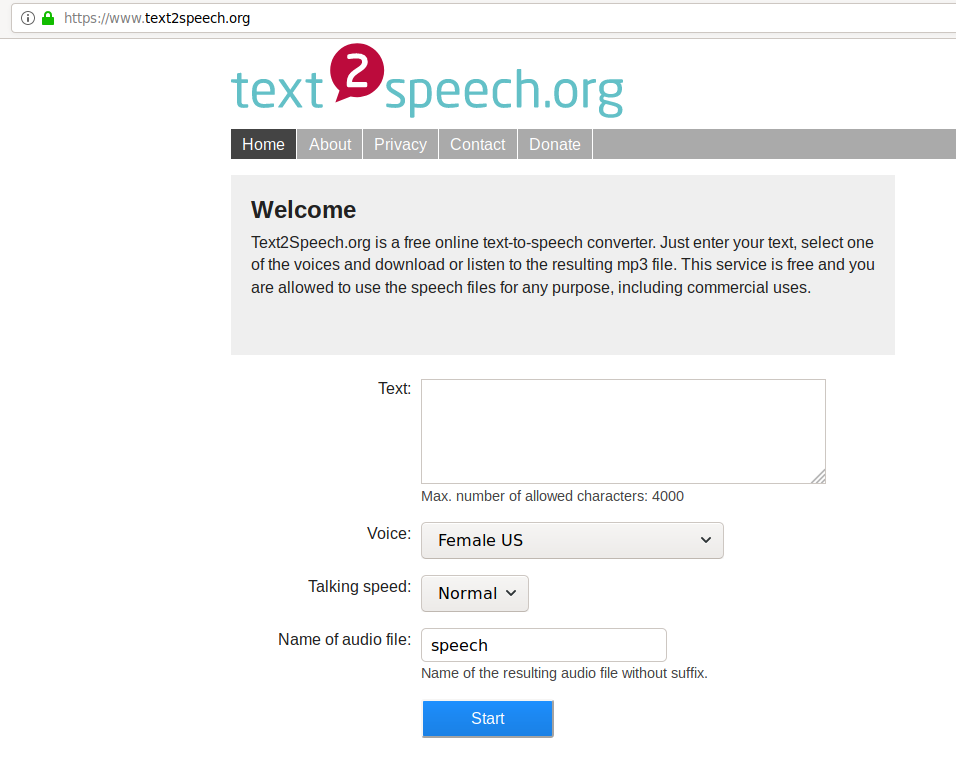 https://www.text2speech.org
text2speech.org
Home About Privacy Contact Donate
Welcome
Text2Speech.org is a free online text-to-speech converter. Just enter your text, select one
of the voices and download or listen to the resulting mp3 file. This service is free and you
are allowed to use the speech files for any purpose, including commercial uses.
Text:
Max. number of allowed characters: 4000
Voice: Female US
Talking speed: Normal
Name of audio file: speech
Name of the resulting audio file without suffix.
Start